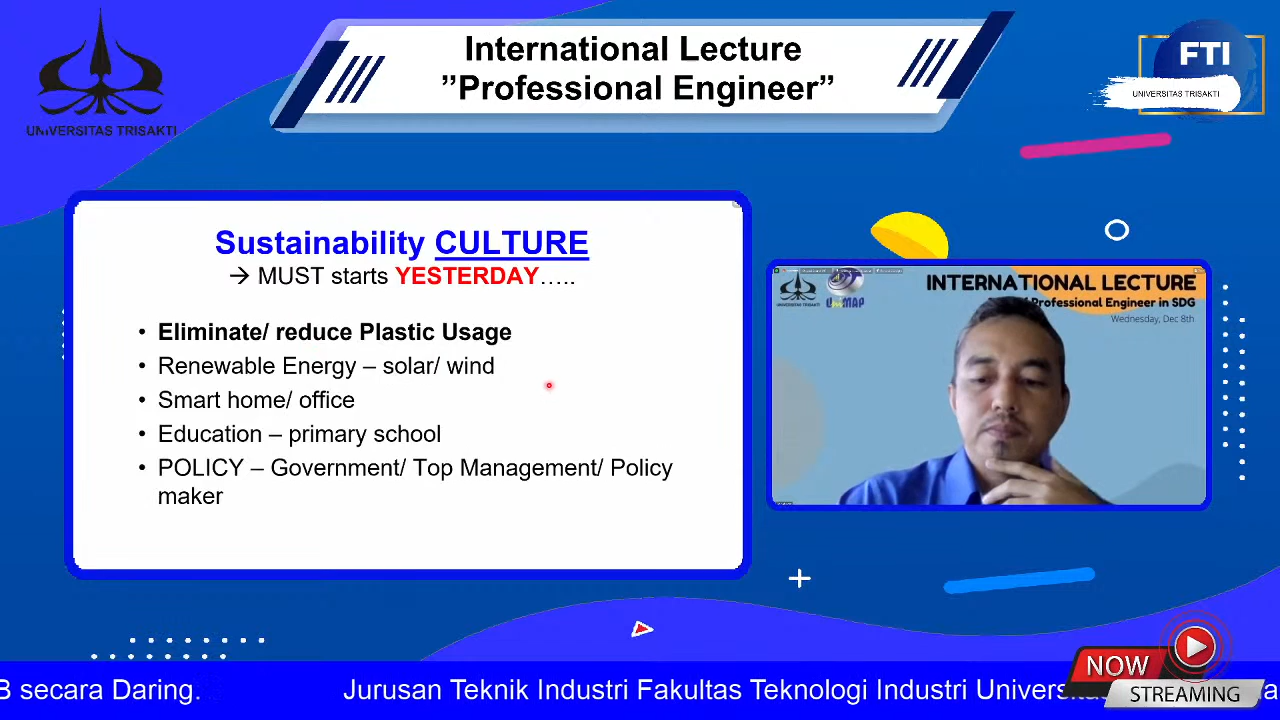 International Lecture
”Professional Engineer”
UNIVERSITAS TRISAKTI
FTI
UNIVERSITAS TRISAKTI
Sustainability CULTURE
→ MUST starts YESTERDAY…..
• Eliminate/ reduce Plastic Usage
• Renewable Energy – solar/ wind
• Smart home/ office
• Education – primary school
• POLICY – Government/ Top Management/ Policy
maker
INTERNATIONAL LECTURE
Professional Engineer in SDG
Wednesday, Dec 8th
UniMAP
B secara Daring.
Jurusan Teknik Industri Fakultas Teknologi Industri
NOW
STREAMING